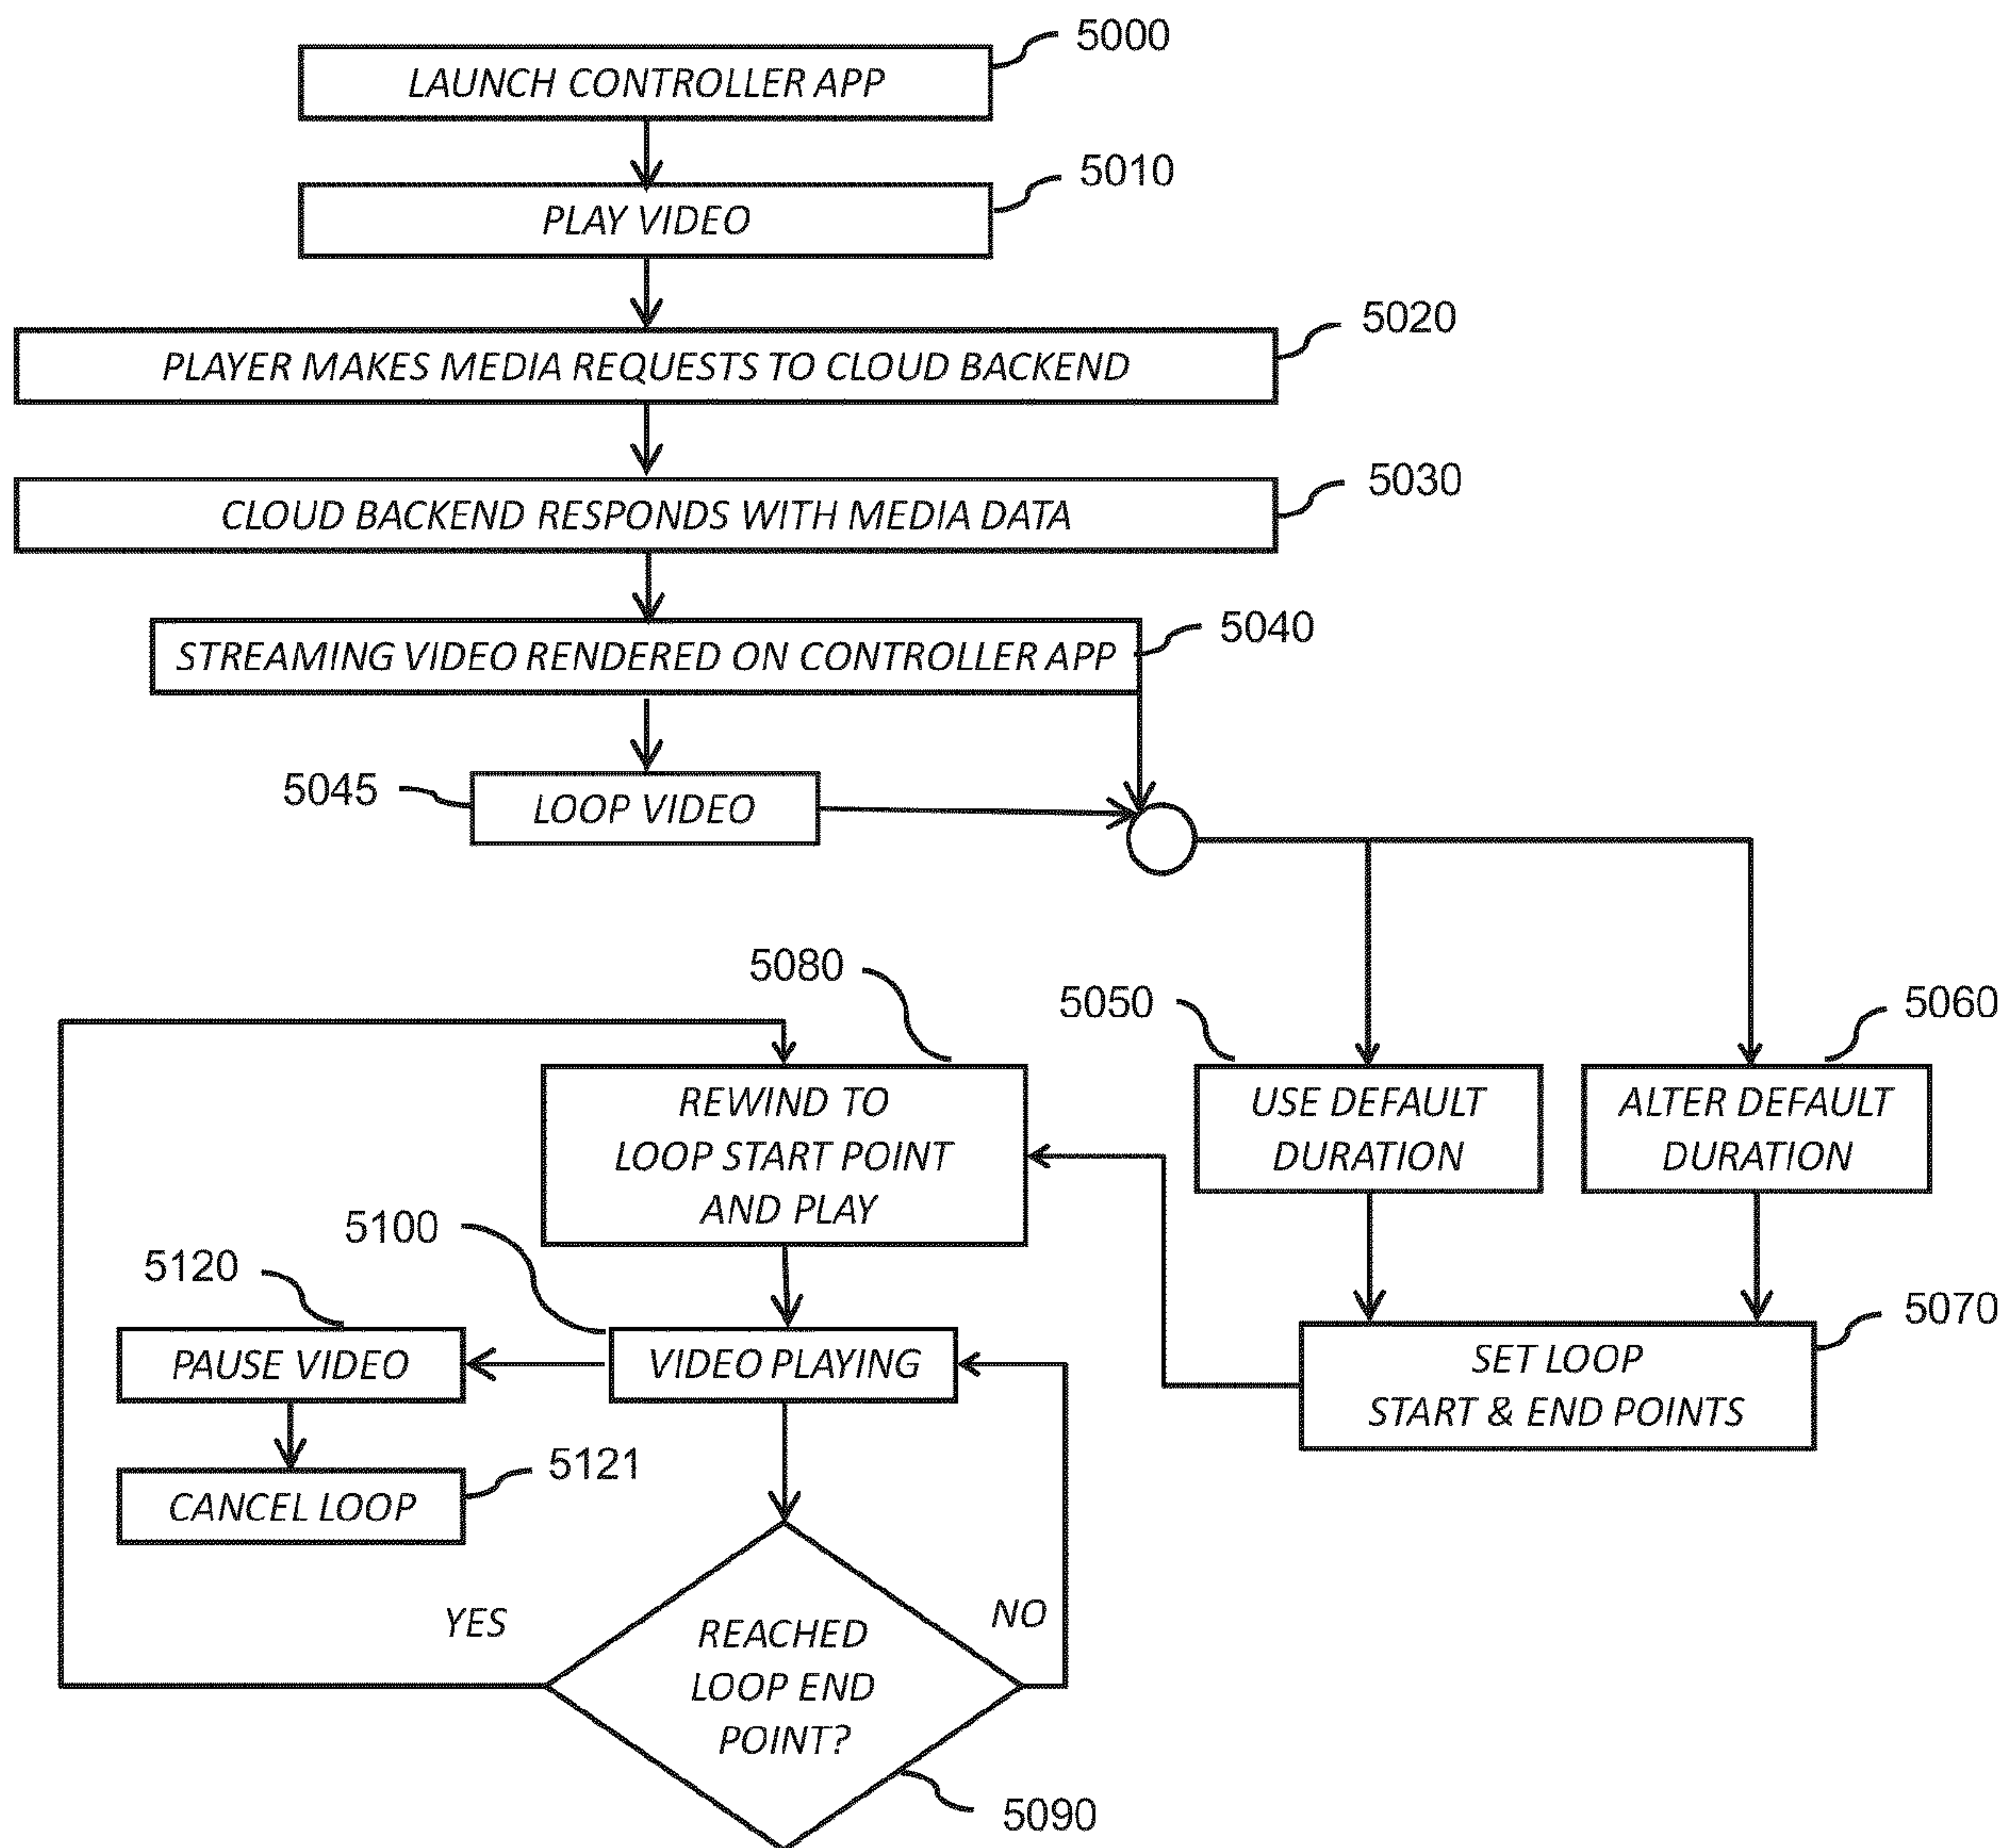 5000
LAUNCH CONTROLLER APP
5010
PLAY VIDEO
5020
PLAYER MAKES MEDIA REQUESTS TO CLOUD BACKEND
5030
CLOUD BACKEND RESPONDS WITH MEDIA DATA
5040
STREAMING VIDEO RENDERED ON CONTROLLER APP
5045
LOOP VIDEO
5080
5050
5060
REWIND TO
LOOP START POINT
AND PLAY
USE DEFAULT
DURATION
ALTER DEFAULT
DURATION
5100
5120
5070
PAUSE VIDEO
VIDEO PLAYING
SET LOOP
START & END POINTS
5121
CANCEL LOOP
YES
NO
REACHED
LOOP END
POINT?
5090